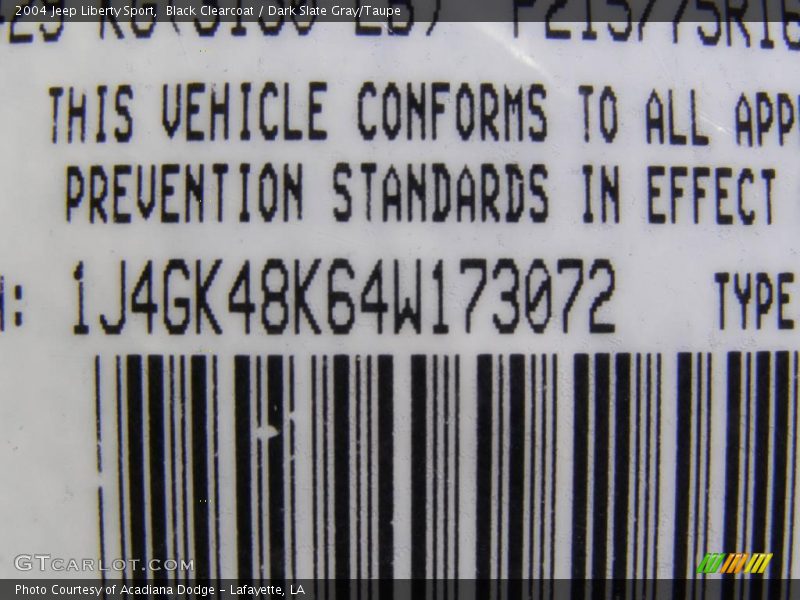 2004 Jeep Liberty Sport, Black Clearcoat / Dark Slate Gray/Taupe
THIS VEHICLE CONFORMS TO ALL APP
PREVENTION STANDARDS IN EFFECT
1J4GK48K64W173072 TYPE
GTCARLOT.COM
Photo Courtesy of Acadiana Dodge - Lafayette, LA